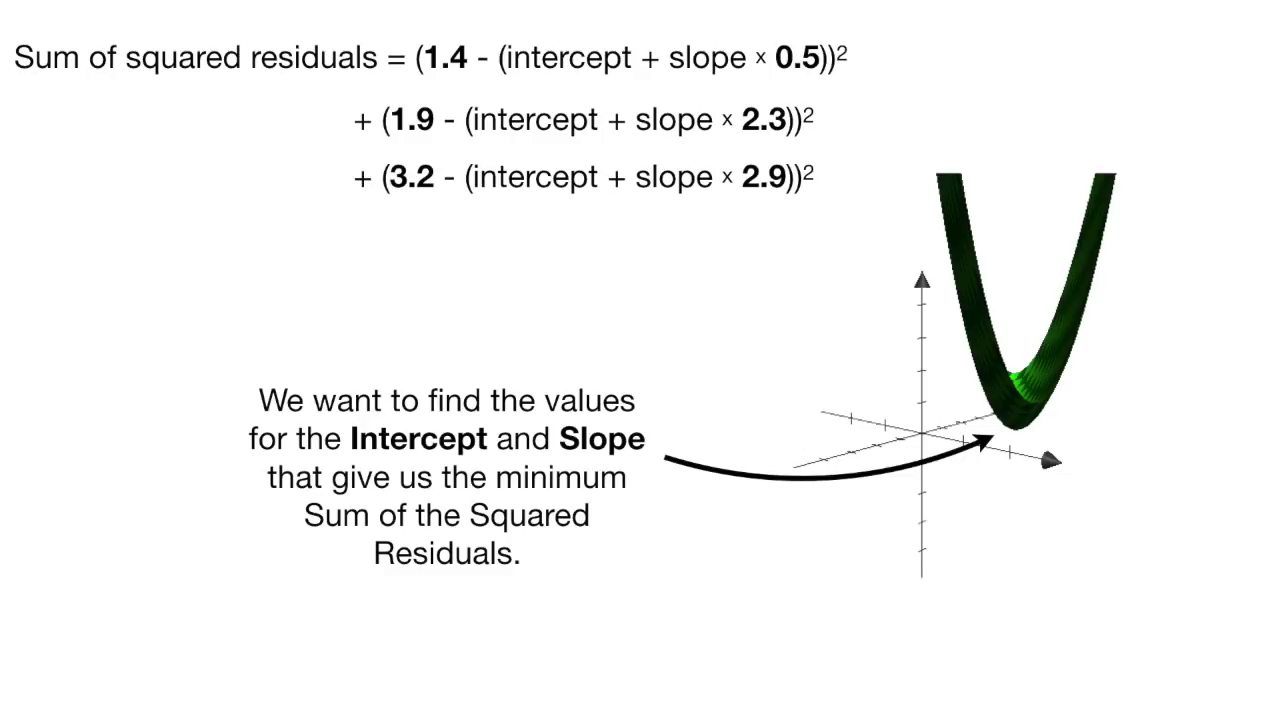 Sum of squared residuals = (1.4 - (intercept + slope × 0.5))²
+ (1.9 - (intercept + slope × 2.3))²
+ (3.2 - (intercept + slope × 2.9))²
We want to find the values
for the Intercept and Slope
that give us the minimum
Sum of the Squared
Residuals.